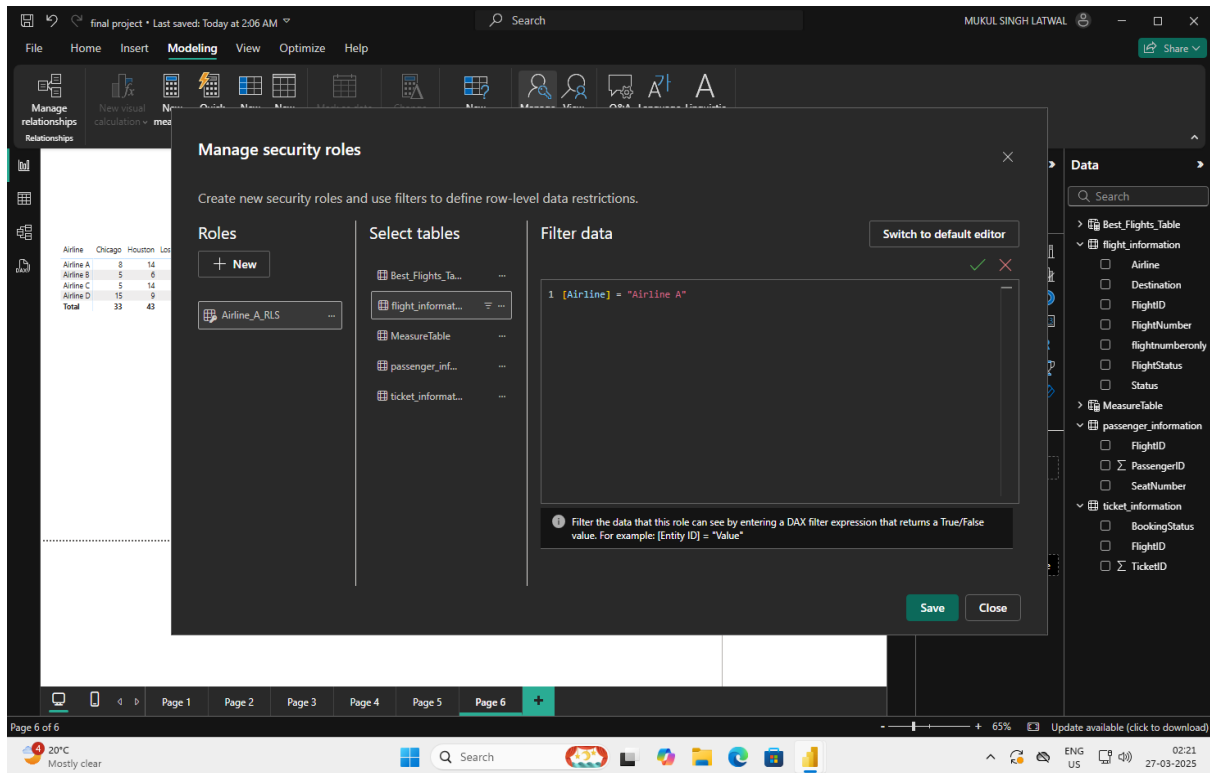 final project • Last saved: Today at 2:06 AM
Search
MUKUL SINGH LATWAL
File Home Insert Modeling View Optimize Help
Share
Manage relationships
New visual calculation
Relationships
Manage security roles
Create new security roles and use filters to define row-level data restrictions.
Roles
+ New
Airline_A_RLS ...
Select tables
Best_Flights_Ta... ...
flight_informat... ...
MeasureTable ...
passenger_inf... ...
ticket_informat... ...
Filter data
Switch to default editor
1 [Airline] = "Airline A"
Filter the data that this role can see by entering a DAX filter expression that returns a True/False
value. For example: [Entity ID] = "Value"
Save
Close
Airline Chicago Houston Los
Airline A 8 14
Airline B 5 6
Airline C 5 14
Airline D 15 9
Total 33 43
Data
Search
Best_Flights_Table
flight_information
Airline
Destination
FlightID
FlightNumber
flightnumberonly
FlightStatus
Status
MeasureTable
passenger_information
FlightID
Σ PassengerID
SeatNumber
ticket_information
BookingStatus
FlightID
Σ TicketID
Page 1 Page 2 Page 3 Page 4 Page 5 Page 6 +
Page 6 of 6
- + 65%
Update available (click to download)
4
20°C
Mostly clear
Search
ENG
US
02:21
27-03-2025